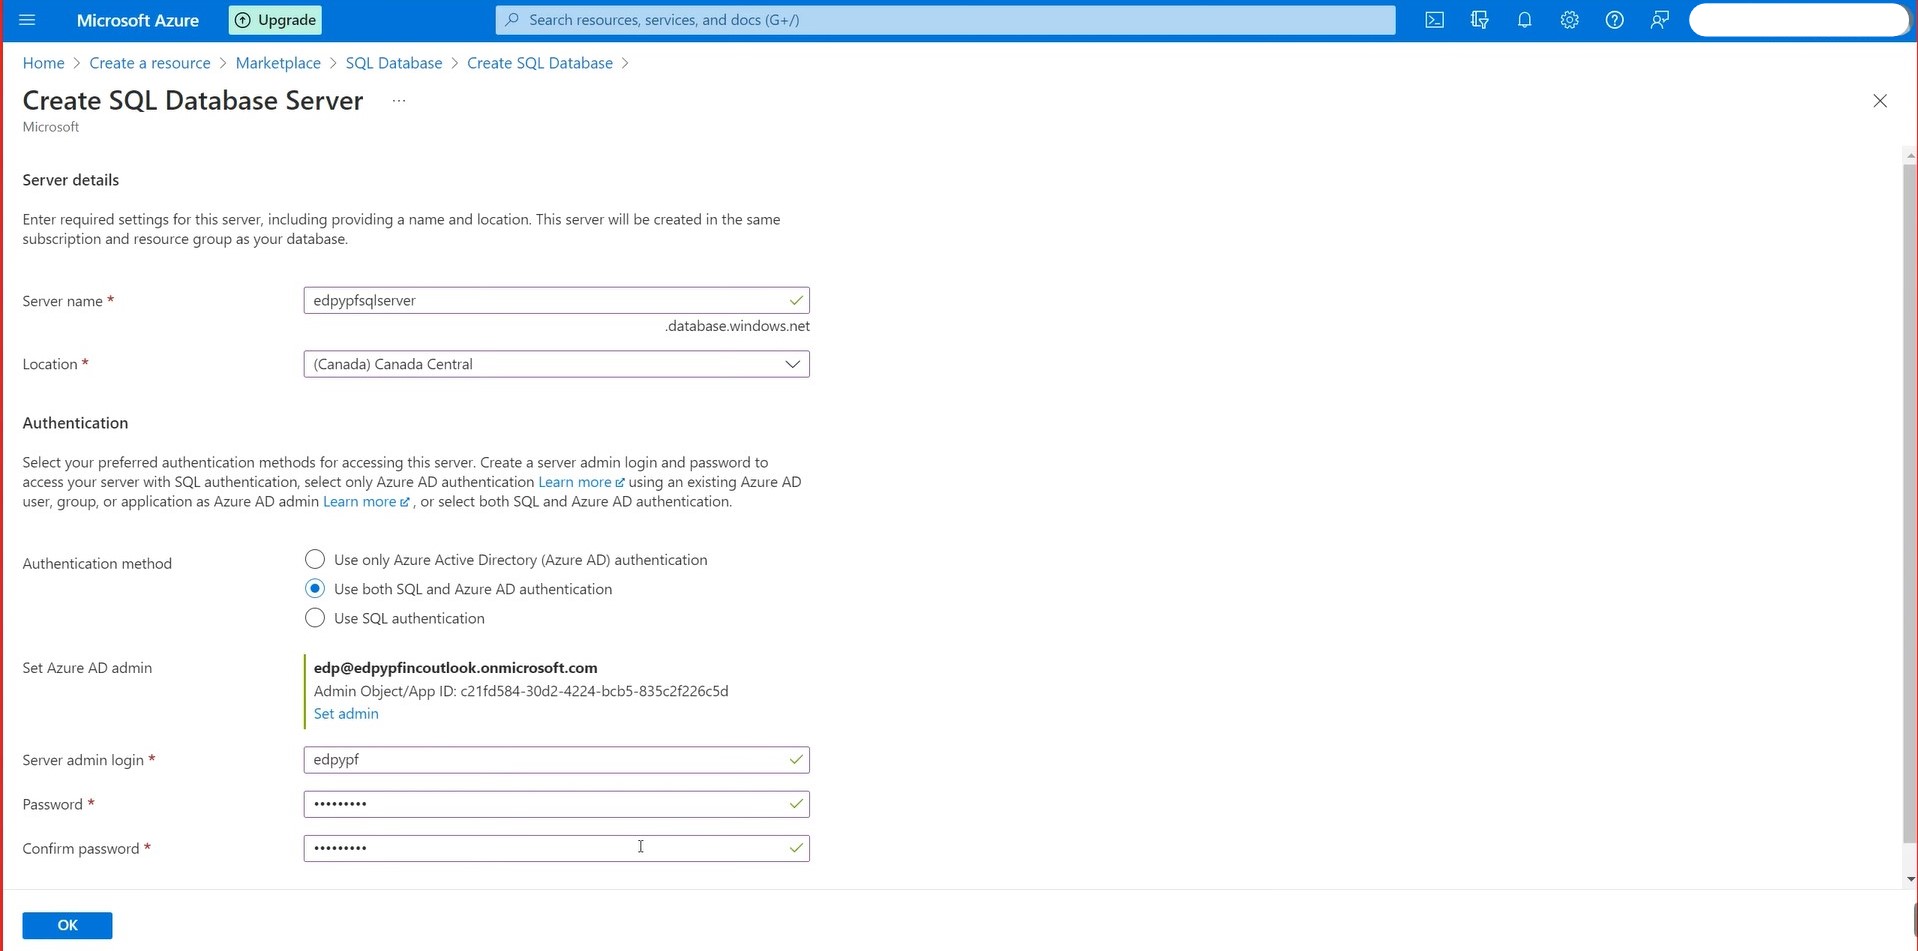 Microsoft Azure
Upgrade
Search resources, services, and docs (G+/)
Home > Create a resource > Marketplace > SQL Database > Create SQL Database >
Create SQL Database Server ...
Microsoft
Server details
Enter required settings for this server, including providing a name and location. This server will be created in the same
subscription and resource group as your database.
Server name *
edpypfsqlserver
.database.windows.net
Location *
(Canada) Canada Central
Authentication
Select your preferred authentication methods for accessing this server. Create a server admin login and password to
access your server with SQL authentication, select only Azure AD authentication Learn more using an existing Azure AD
user, group, or application as Azure AD admin Learn more , or select both SQL and Azure AD authentication.
Authentication method
Use only Azure Active Directory (Azure AD) authentication
Use both SQL and Azure AD authentication
Use SQL authentication
Set Azure AD admin
edp@edpypfincoutlook.onmicrosoft.com
Admin Object/App ID: c21fd584-30d2-4224-bcb5-835c2f226c5d
Set admin
Server admin login *
edpypf
Password *
•••••••••
Confirm password *
•••••••••
OK